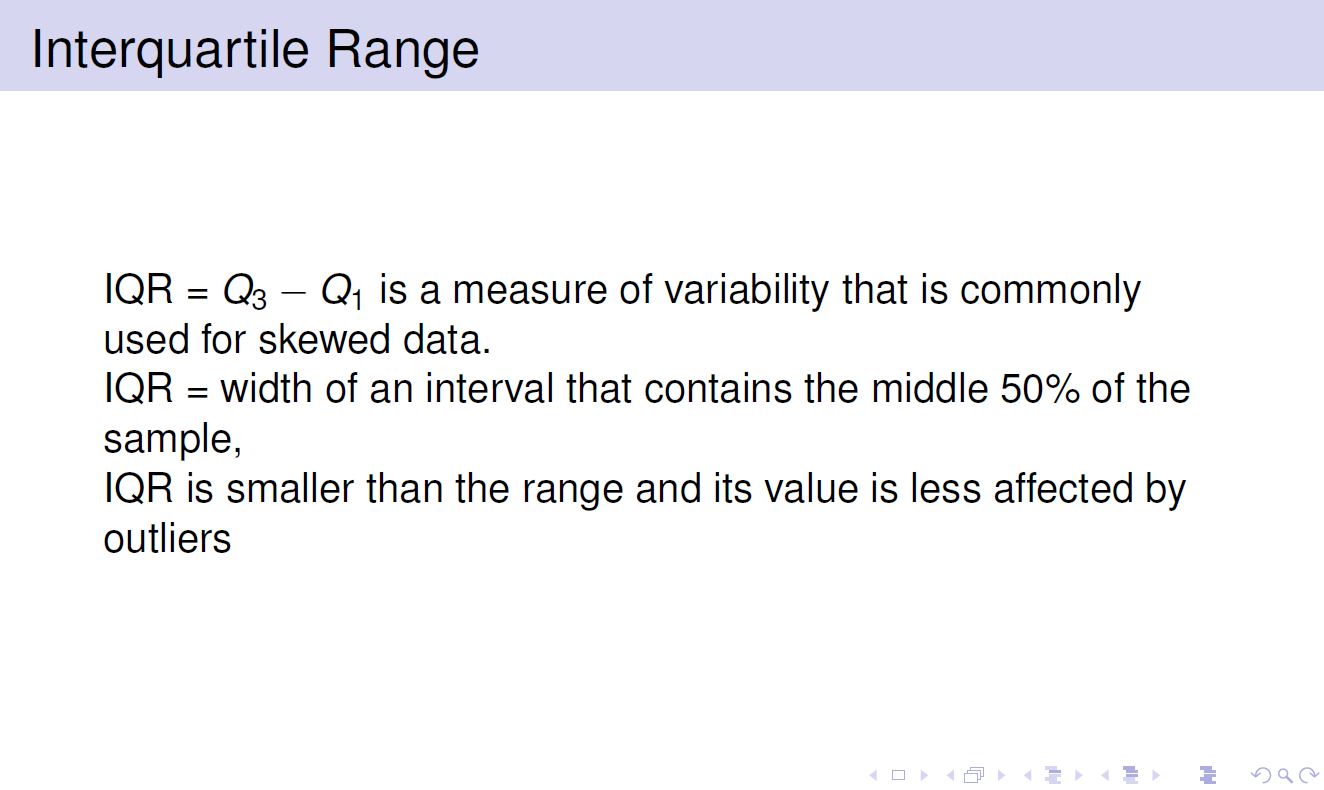 Interquartile Range
IQR = Q₃ − Q₁ is a measure of variability that is commonly
used for skewed data.
IQR = width of an interval that contains the middle 50% of the
sample,
IQR is smaller than the range and its value is less affected by
outliers